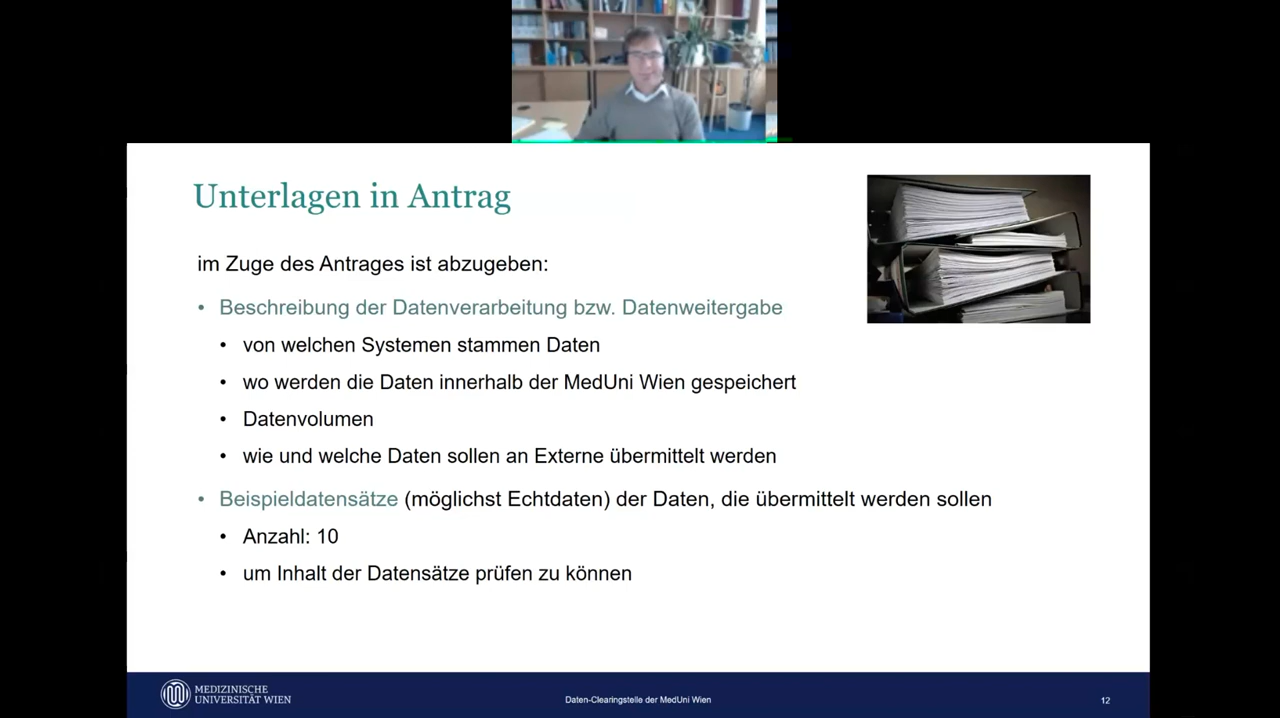 Unterlagen in Antrag
im Zuge des Antrages ist abzugeben:
• Beschreibung der Datenverarbeitung bzw. Datenweitergabe
• von welchen Systemen stammen Daten
• wo werden die Daten innerhalb der MedUni Wien gespeichert
• Datenvolumen
• wie und welche Daten sollen an Externe übermittelt werden
• Beispieldatensätze (möglichst Echtdaten) der Daten, die übermittelt werden sollen
• Anzahl: 10
• um Inhalt der Datensätze prüfen zu können
MEDIZINISCHE
UNIVERSITÄT WIEN
Daten-Clearingstelle der MedUni Wien
12